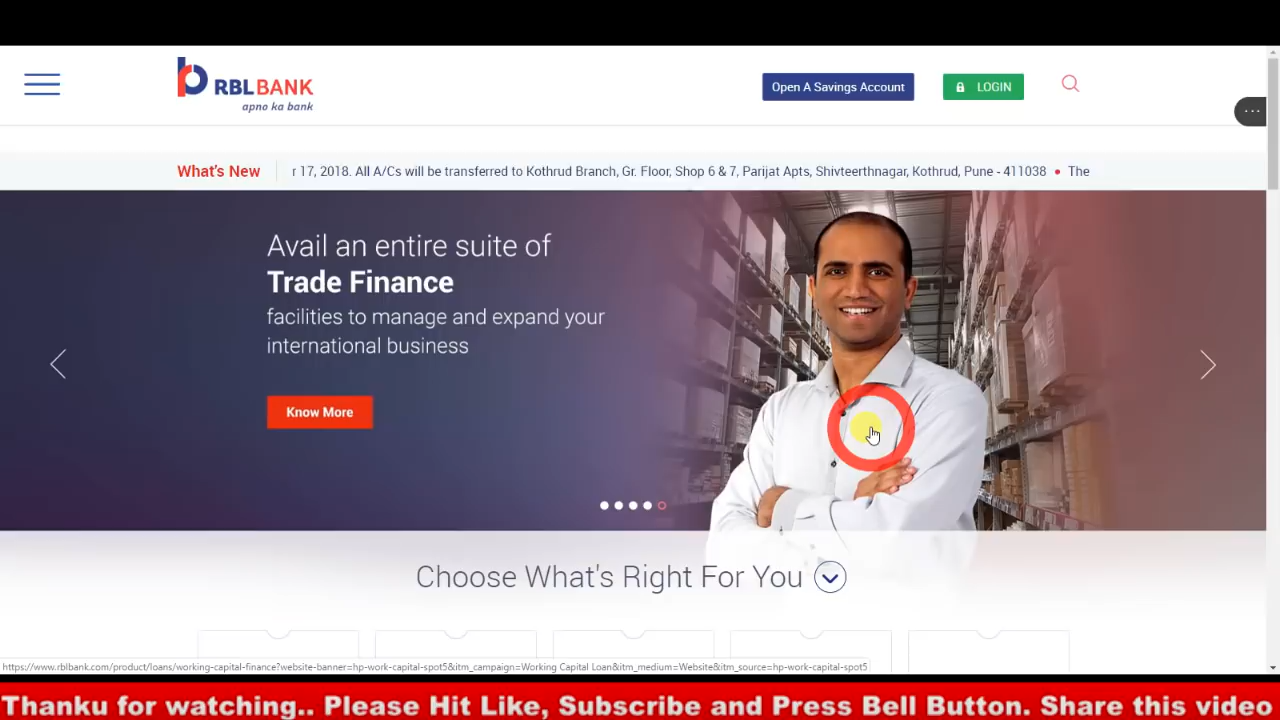 RBLBANK
apno ka bank
Open A Savings Account
LOGIN
What's New
r 17, 2018. All A/Cs will be transferred to Kothrud Branch, Gr. Floor, Shop 6 & 7, Parijat Apts, Shivteerthnagar, Kothrud, Pune - 411038 • The
Avail an entire suite of
Trade Finance
facilities to manage and expand your
international business
Know More
Choose What's Right For You
https://www.rblbank.com/product/loans/working-capital-finance?website-banner=hp-work-capital-spot5&itm_campaign=Working Capital Loan&itm_medium=Website&itm_source=hp-work-capital-spot5
Thanku for watching.. Please Hit Like, Subscribe and Press Bell Button. Share this video